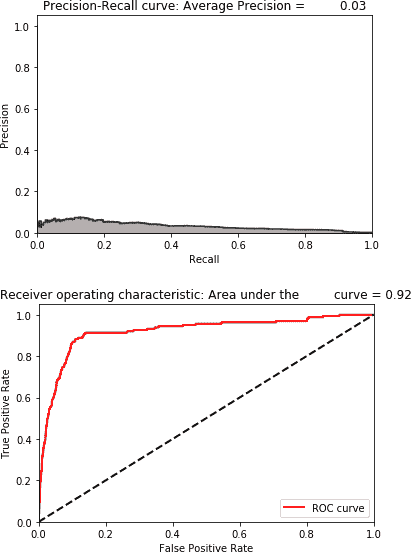 Precision-Recall curve: Average Precision = 0.03
1.0
0.8
0.6
0.4
0.2
0.0
Precision
0.0 0.2 0.4 0.6 0.8 1.0
Recall
Receiver operating characteristic: Area under the curve = 0.92
1.0
0.8
0.6
0.4
0.2
0.0
True Positive Rate
ROC curve
0.0 0.2 0.4 0.6 0.8 1.0
False Positive Rate